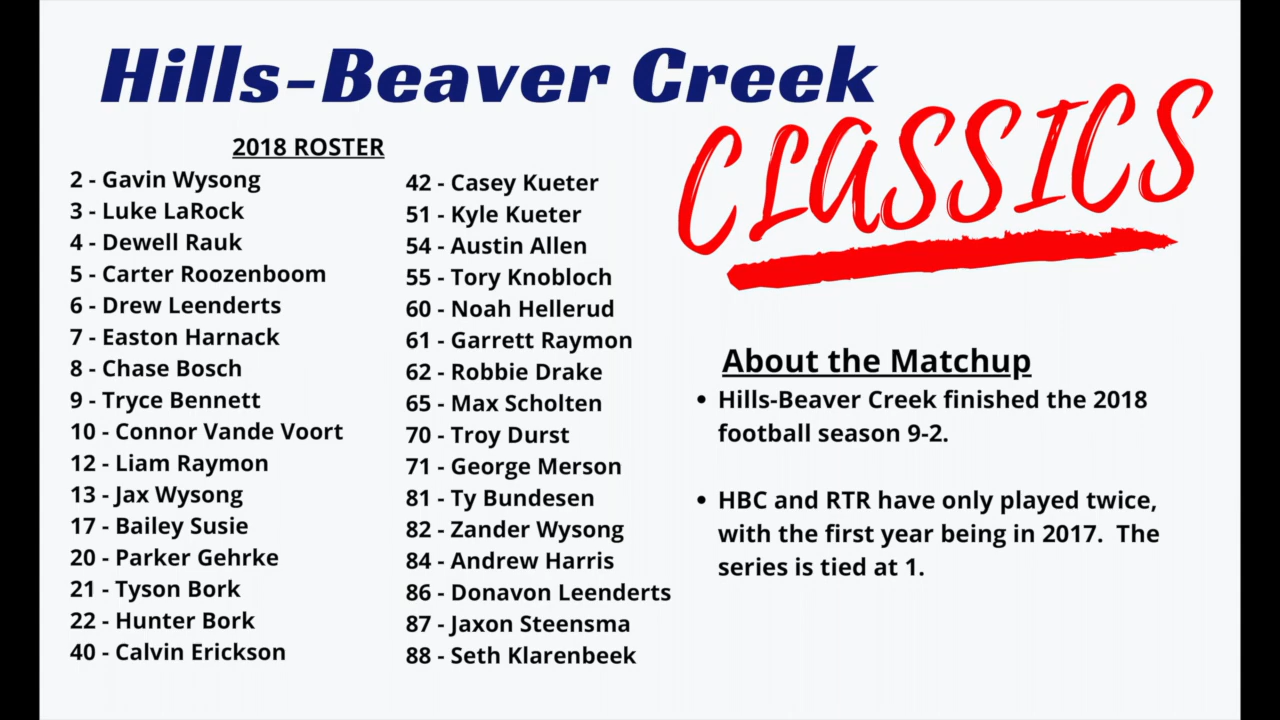 Hills-Beaver Creek
CLASSICS
2018 ROSTER
2 - Gavin Wysong
3 - Luke LaRock
4 - Dewell Rauk
5 - Carter Roozenboom
6 - Drew Leenderts
7 - Easton Harnack
8 - Chase Bosch
9 - Tryce Bennett
10 - Connor Vande Voort
12 - Liam Raymon
13 - Jax Wysong
17 - Bailey Susie
20 - Parker Gehrke
21 - Tyson Bork
22 - Hunter Bork
40 - Calvin Erickson
42 - Casey Kueter
51 - Kyle Kueter
54 - Austin Allen
55 - Tory Knobloch
60 - Noah Hellerud
61 - Garrett Raymon
62 - Robbie Drake
65 - Max Scholten
70 - Troy Durst
71 - George Merson
81 - Ty Bundesen
82 - Zander Wysong
84 - Andrew Harris
86 - Donavon Leenderts
87 - Jaxon Steensma
88 - Seth Klarenbeek
About the Matchup
• Hills-Beaver Creek finished the 2018
football season 9-2.
• HBC and RTR have only played twice,
with the first year being in 2017.  The
series is tied at 1.